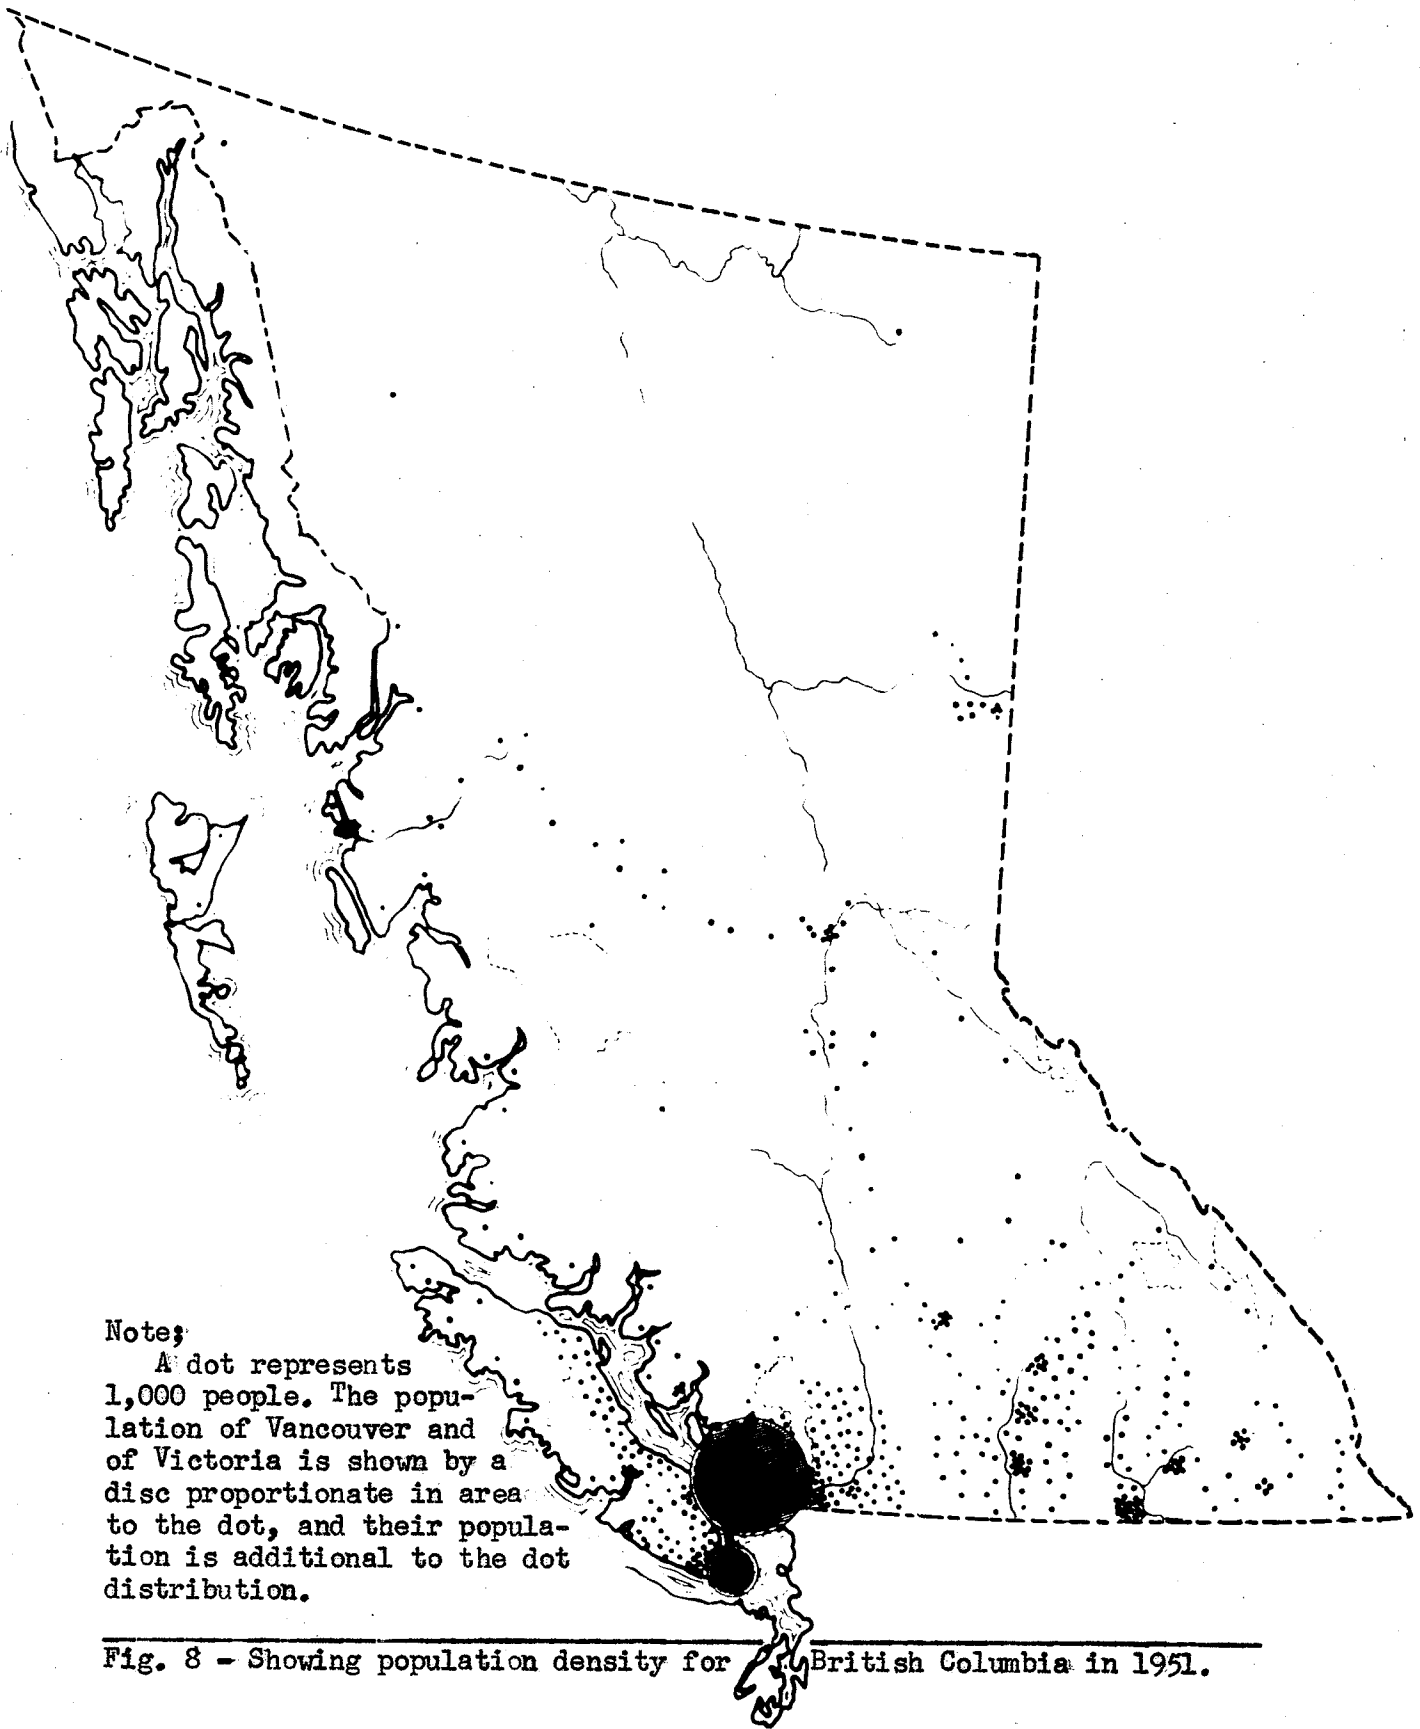 Note;
A dot represents
1,000 people. The popu-
lation of Vancouver and
of Victoria is shown by a
disc proportionate in area
to the dot, and their popula-
tion is additional to the dot
distribution.
Fig. 8 - Showing population density for British Columbia in 1951.